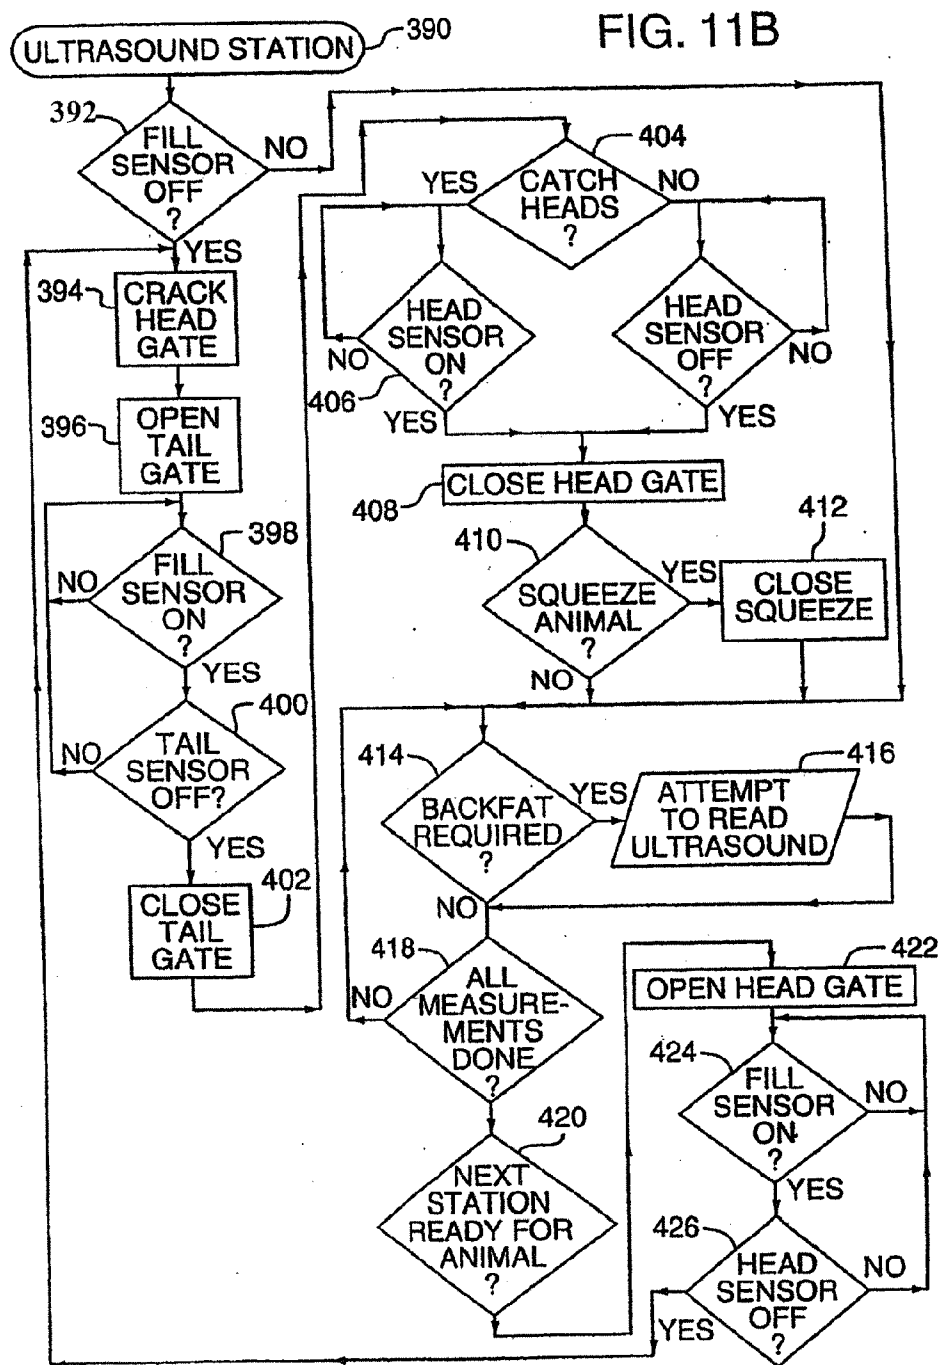 FIG. 11B
ULTRASOUND STATION
390
392
FILL
SENSOR
OFF
?
NO
YES
394
CRACK
HEAD
GATE
396
OPEN
TAIL
GATE
398
FILL
SENSOR
ON
?
NO
YES
400
TAIL
SENSOR
OFF?
NO
YES
402
CLOSE
TAIL
GATE
404
CATCH
HEADS
?
YES
NO
HEAD
SENSOR
ON
?
NO
406
YES
HEAD
SENSOR
OFF
?
NO
YES
CLOSE HEAD GATE
408
410
SQUEEZE
ANIMAL
?
YES
NO
412
CLOSE
SQUEEZE
414
BACKFAT
REQUIRED
?
YES
NO
416
ATTEMPT
TO READ
ULTRASOUND
418
ALL
MEASURE-
MENTS
DONE
?
NO
420
NEXT
STATION
READY FOR
ANIMAL
?
422
OPEN HEAD GATE
424
FILL
SENSOR
ON
?
NO
YES
426
HEAD
SENSOR
OFF
?
NO
YES